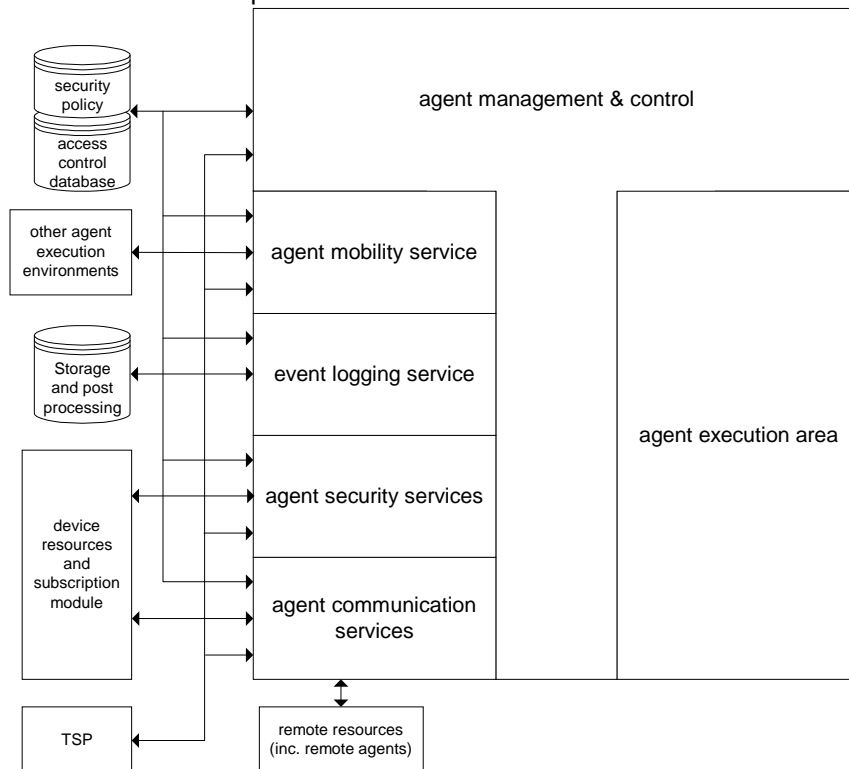 security
policy
access
control
database
agent management & control
other agent
execution
environments
agent mobility service
Storage
and post
processing
event logging service
agent execution area
device
resources
and
subscription
module
agent security services
agent communication
services
TSP
remote resources
(inc. remote agents)